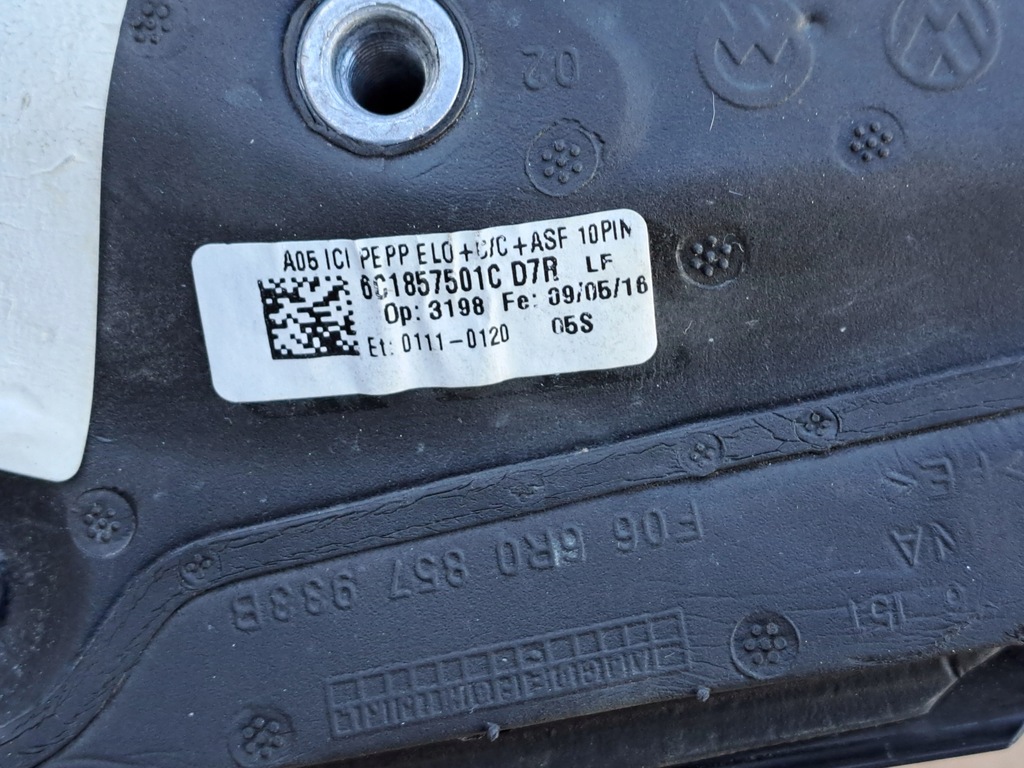 02
A05 ICI PEPP ELO+C/C+ASF 10PIN
6C1857501C D7R LF
Op: 3198 Fe: 09/05/16
Et: 0111-0120 05S
F06 6R0 857 933B
151